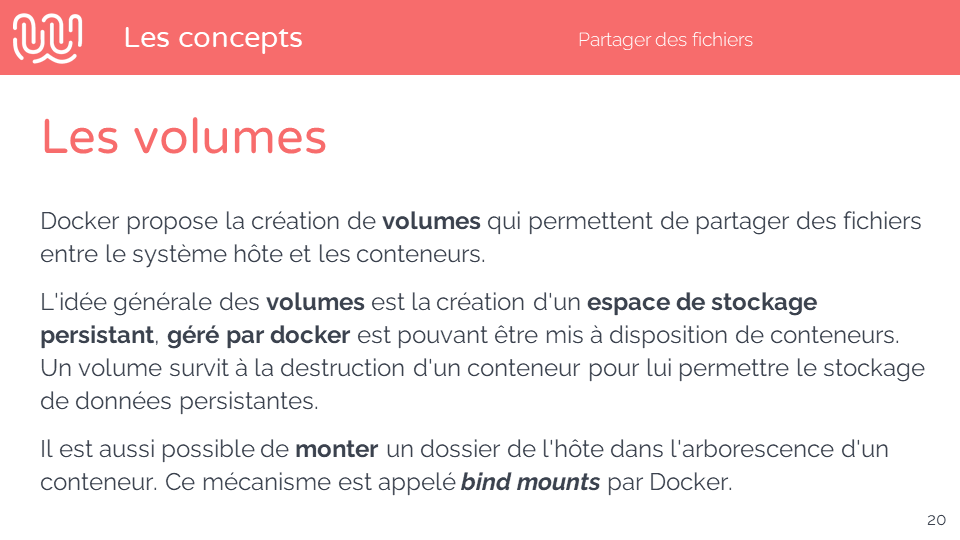 Les concepts
Partager des fichiers
Les volumes
Docker propose la création de volumes qui permettent de partager des fichiers
entre le système hôte et les conteneurs.
L'idée générale des volumes est la création d'un espace de stockage
persistant, géré par docker est pouvant être mis à disposition de conteneurs.
Un volume survit à la destruction d'un conteneur pour lui permettre le stockage
de données persistantes.
Il est aussi possible de monter un dossier de l'hôte dans l'arborescence d'un
conteneur. Ce mécanisme est appelé bind mounts par Docker.
20